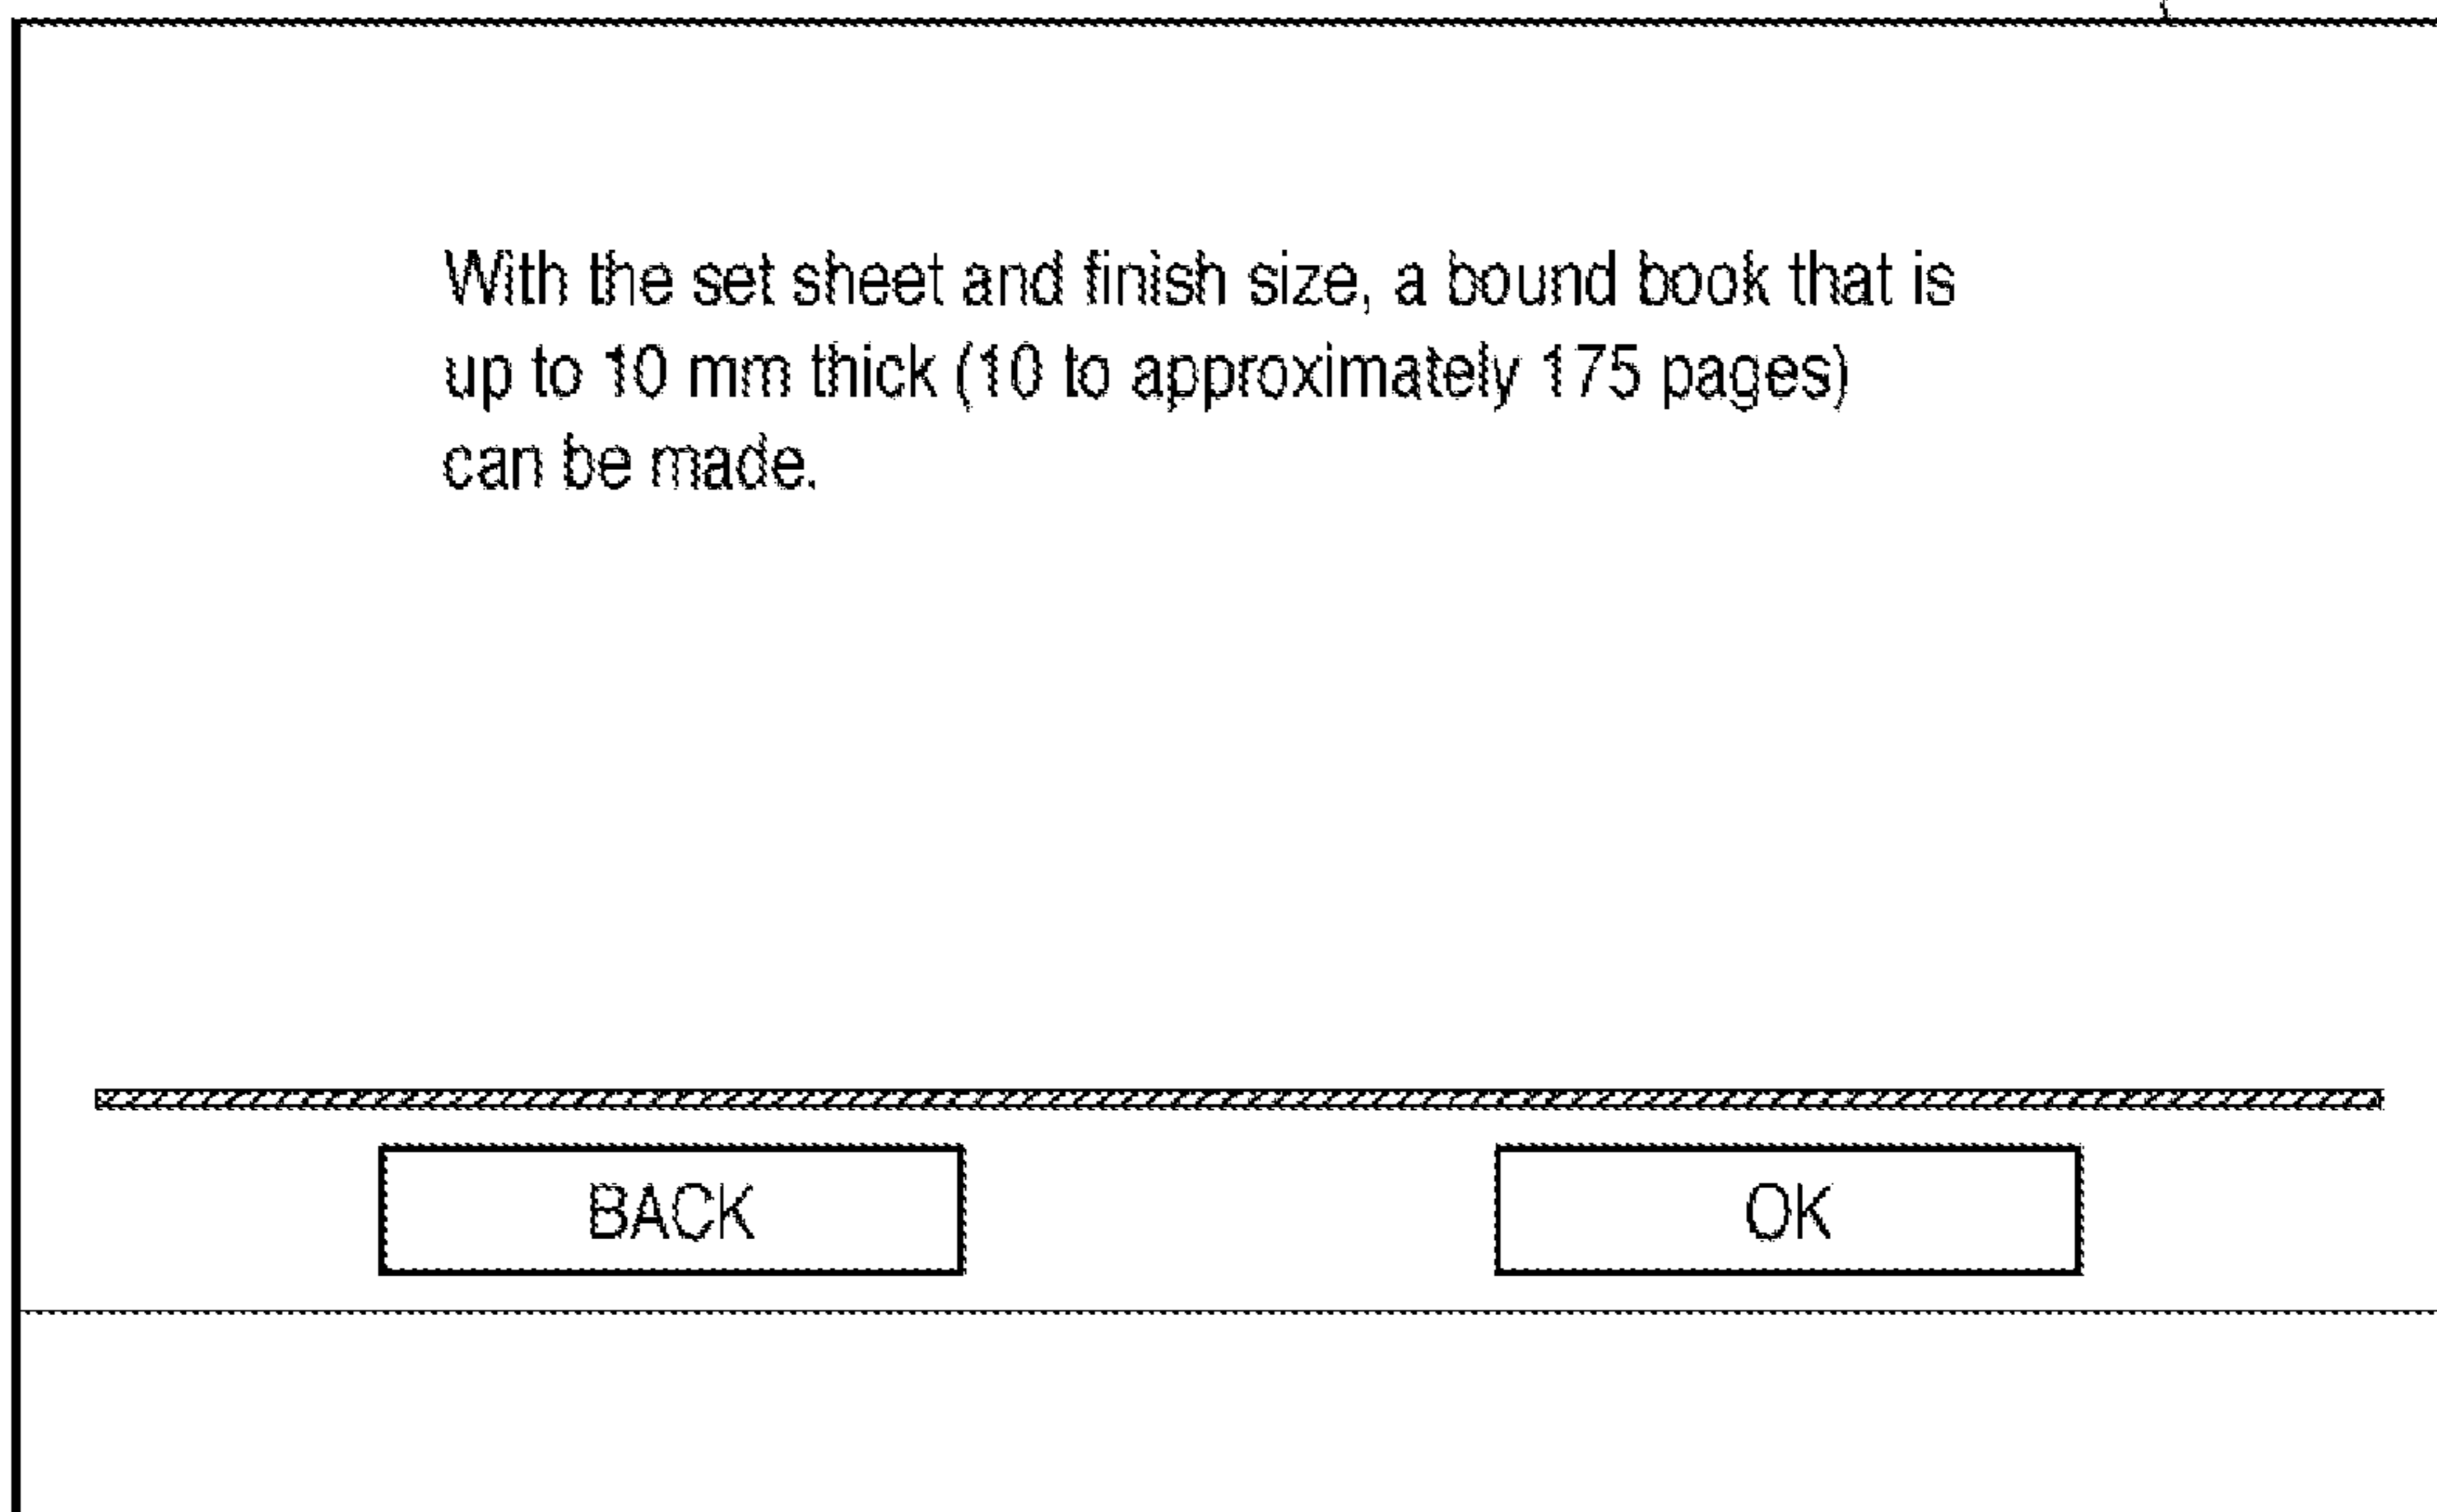 With the set sheet and finish size, a bound book that is
up to 10 mm thick (10 to approximately 175 pages)
can be made.
BACK
OK